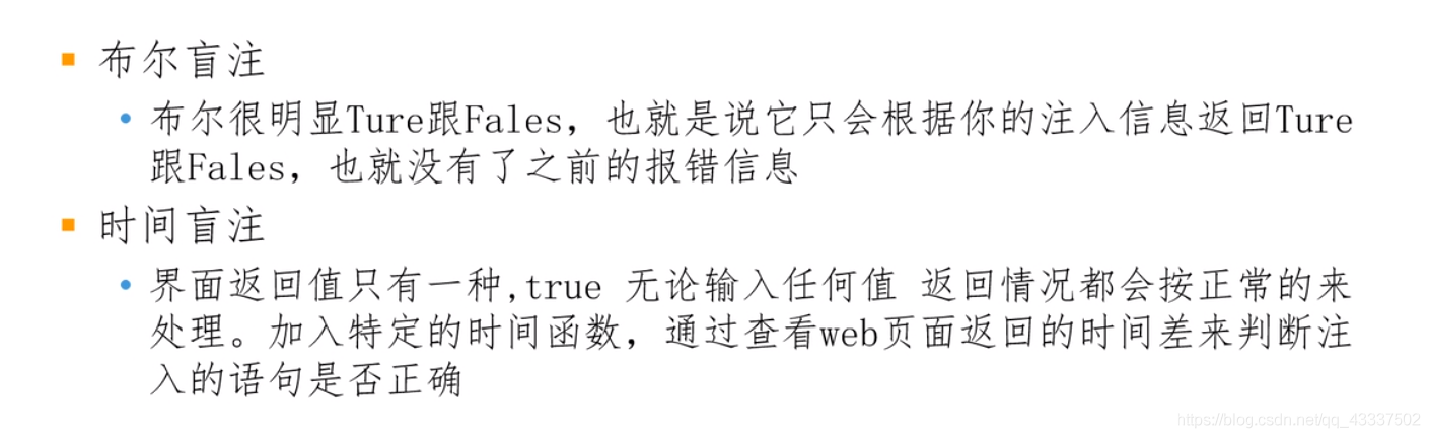 布尔盲注
布尔很明显Ture跟Fales，也就是说它只会根据你的注入信息返回Ture
跟Fales，也就没有了之前的报错信息
时间盲注
界面返回值只有一种,true 无论输入任何值 返回情况都会按正常的来
处理。加入特定的时间函数，通过查看web页面返回的时间差来判断注
入的语句是否正确
https://blog.csdn.net/qq_43337502